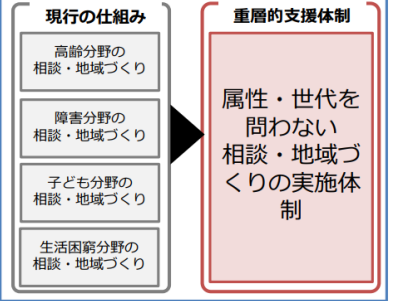 現行の仕組み
高齢分野の
相談・地域づくり
障害分野の
相談・地域づくり
子ども分野の
相談・地域づくり
生活困窮分野の
相談・地域づくり
重層的支援体制
属性・世代を
問わない
相談・地域づ
くりの実施体
制